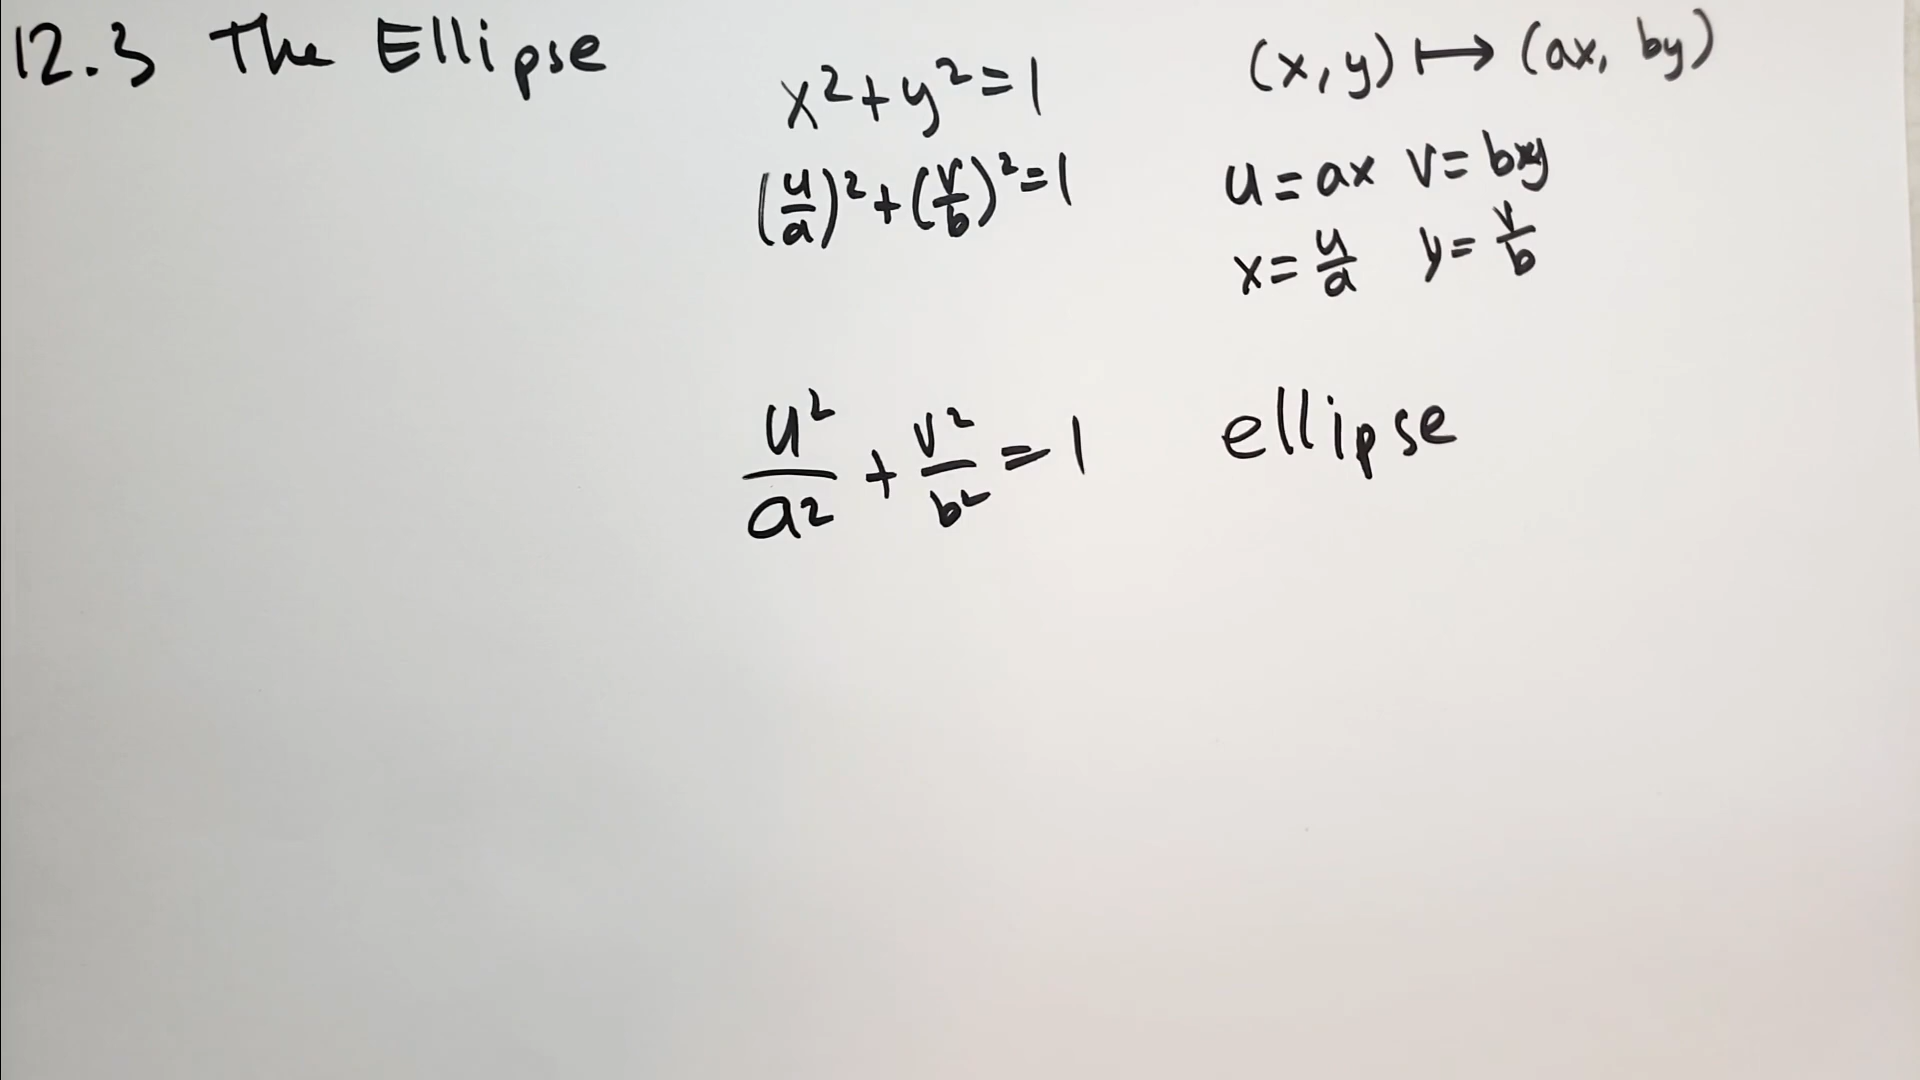 12.3 The Ellipse
x²+y²=1
(x, y) ↦ (ax, by)
(u/a)²+(v/b)²=1
u=ax v=by
x=u/a y=v/b
u²/a² + v²/b² = 1 ellipse